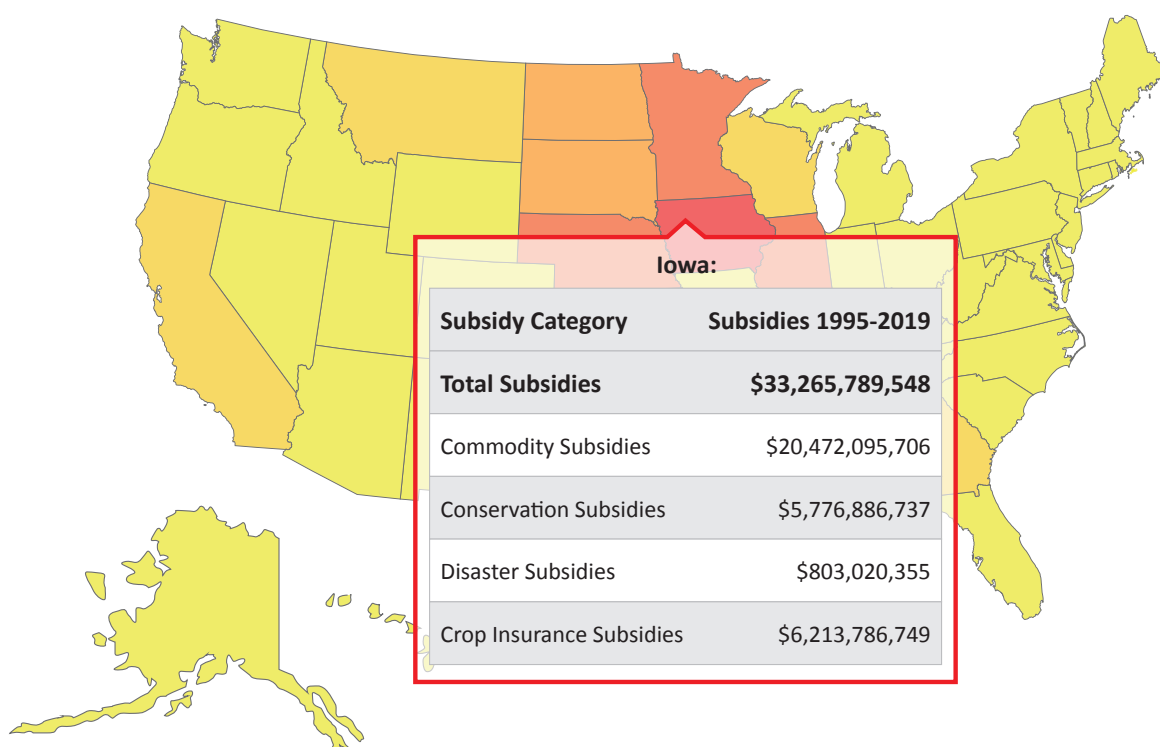 Iowa:
Subsidy Category Subsidies 1995-2019
Total Subsidies $33,265,789,548
Commodity Subsidies $20,472,095,706
Conservation Subsidies $5,776,886,737
Disaster Subsidies $803,020,355
Crop Insurance Subsidies $6,213,786,749